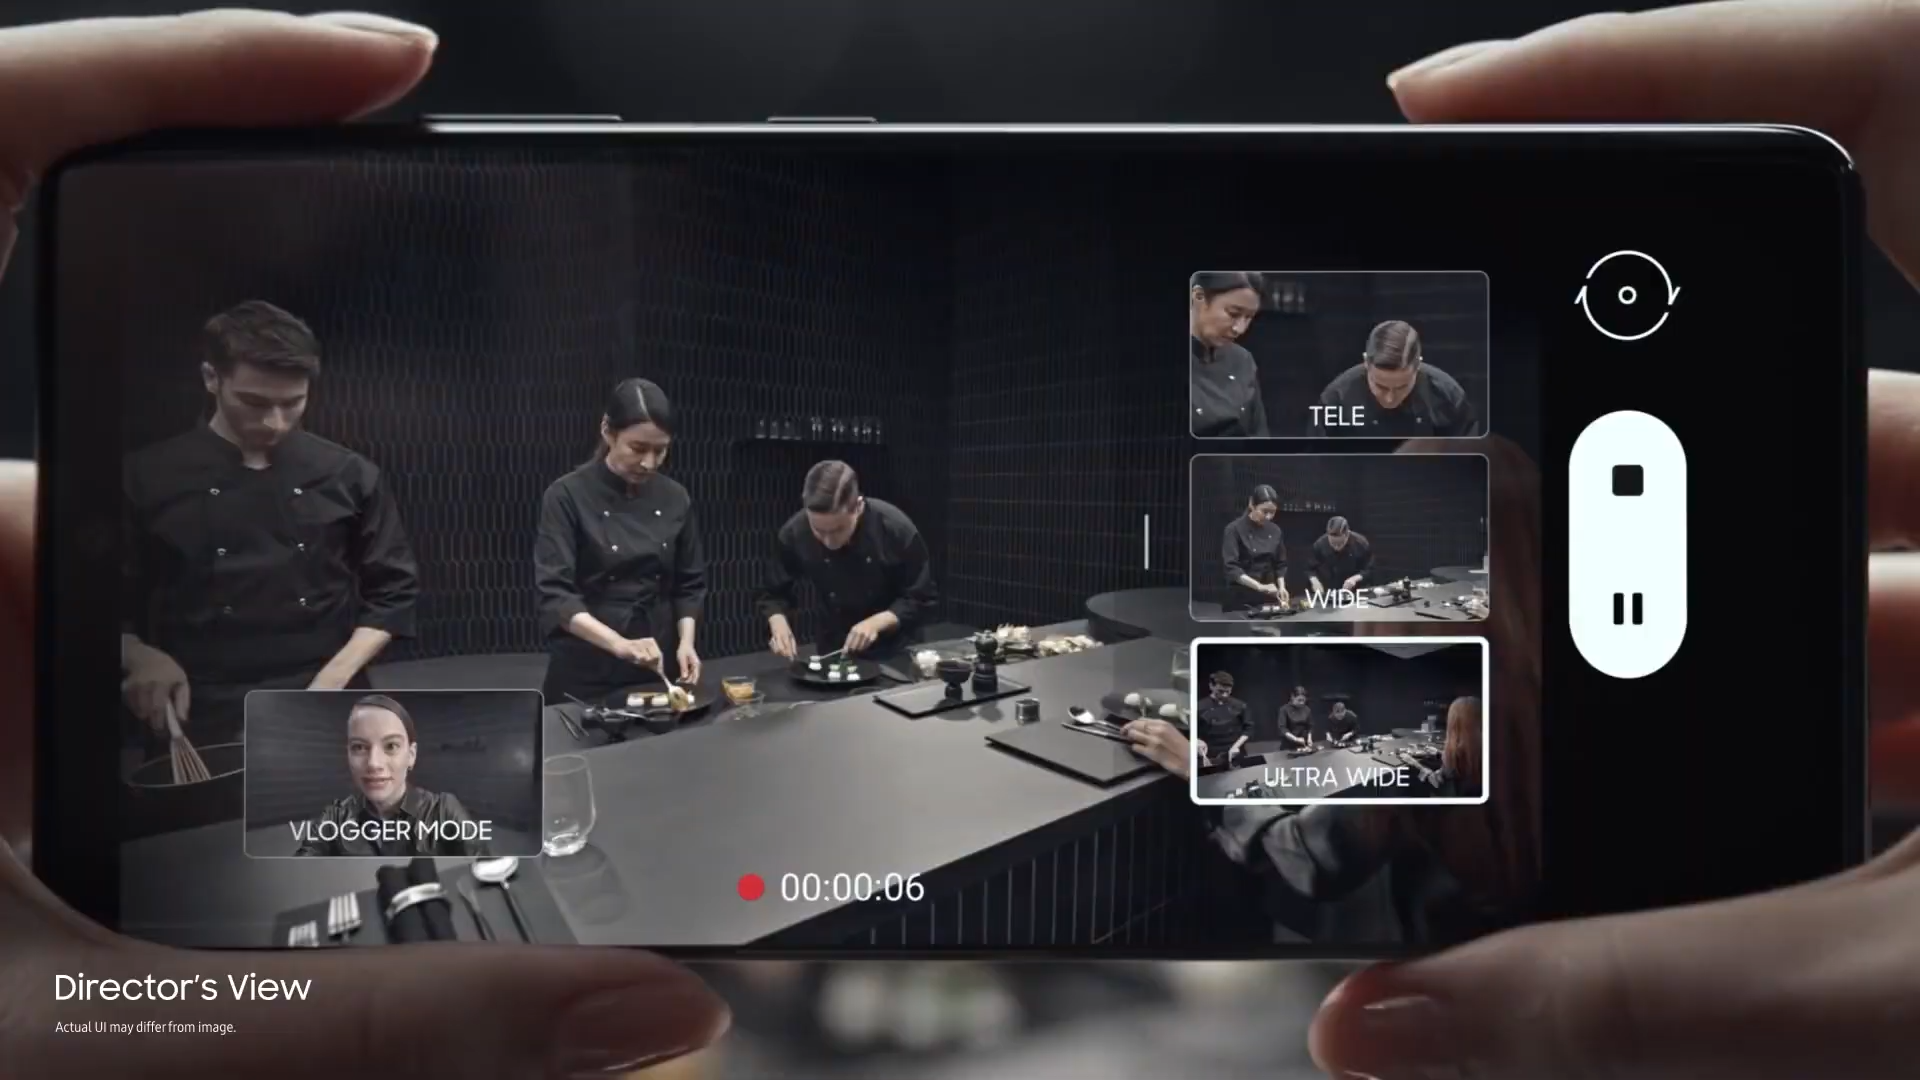 TELE
WIDE
ULTRA WIDE
VLOGGER MODE
00:00:06
Director's View
Actual UI may differ from image.